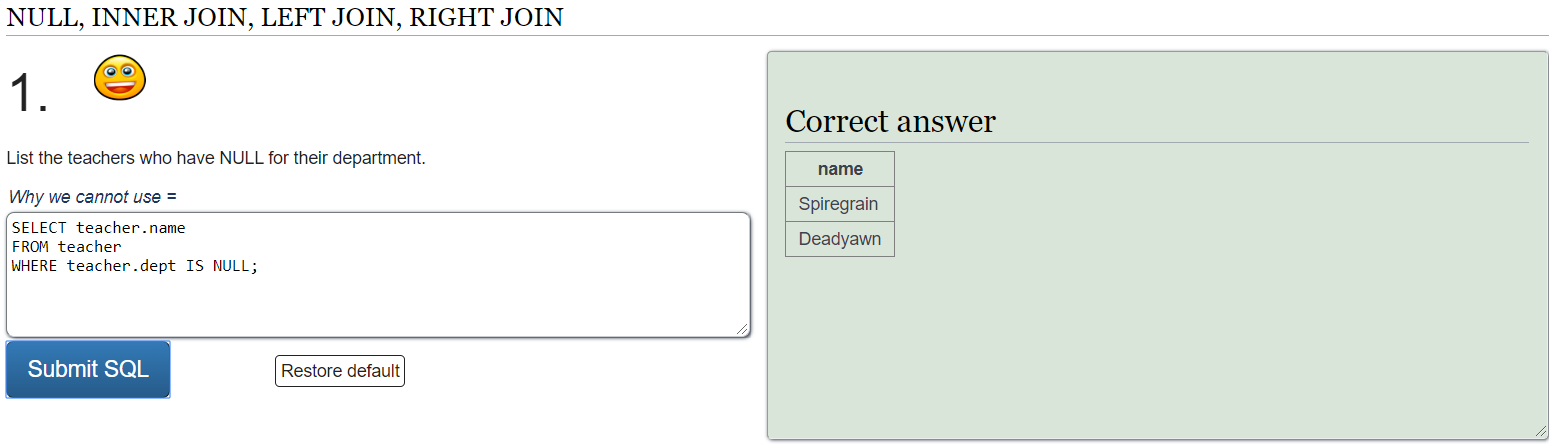 NULL, INNER JOIN, LEFT JOIN, RIGHT JOIN
1.
List the teachers who have NULL for their department.
Why we cannot use =
SELECT teacher.name
FROM teacher
WHERE teacher.dept IS NULL;
Submit SQL
Restore default
Correct answer
name
Spiregrain
Deadyawn